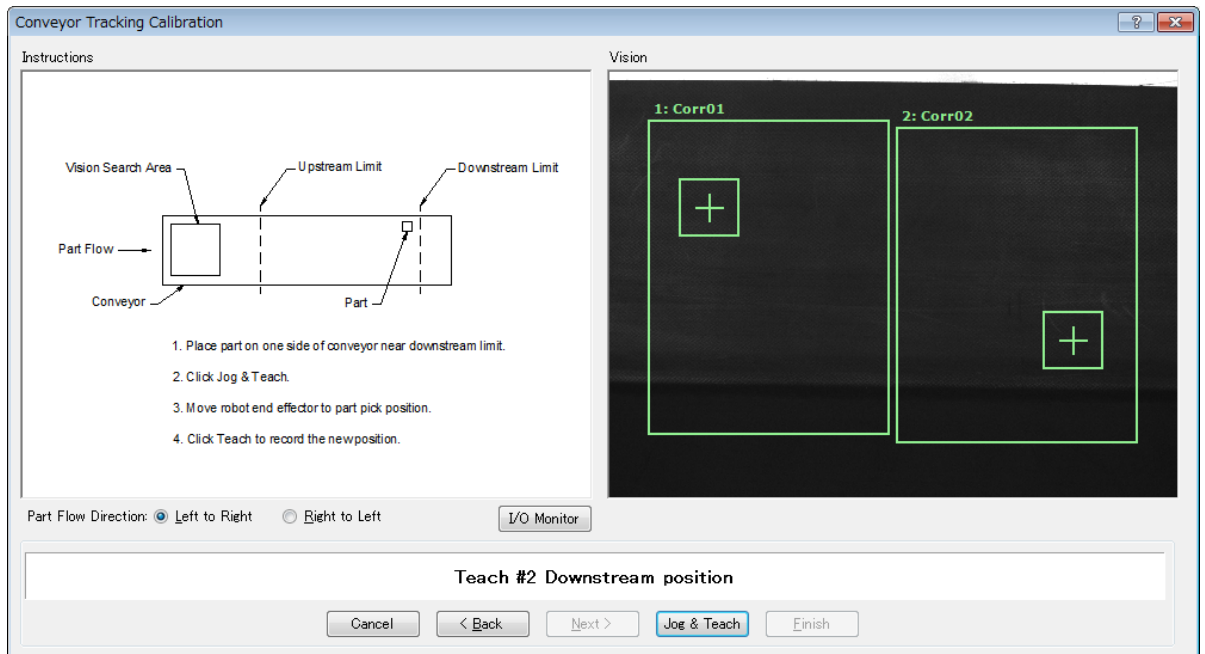 Conveyor Tracking Calibration
Instructions
Vision
Vision Search Area
Upstream Limit
Downstream Limit
Part Flow
Conveyor
Part
1. Place part on one side of conveyor near downstream limit.
2. Click Jog & Teach.
3. Move robot end effector to part pick position.
4. Click Teach to record the newposition.
1: Corr01
2: Corr02
Part Flow Direction: Left to Right Right to Left
I/O Monitor
Teach #2 Downstream position
Cancel
< Back
Next >
Jog & Teach
Finish